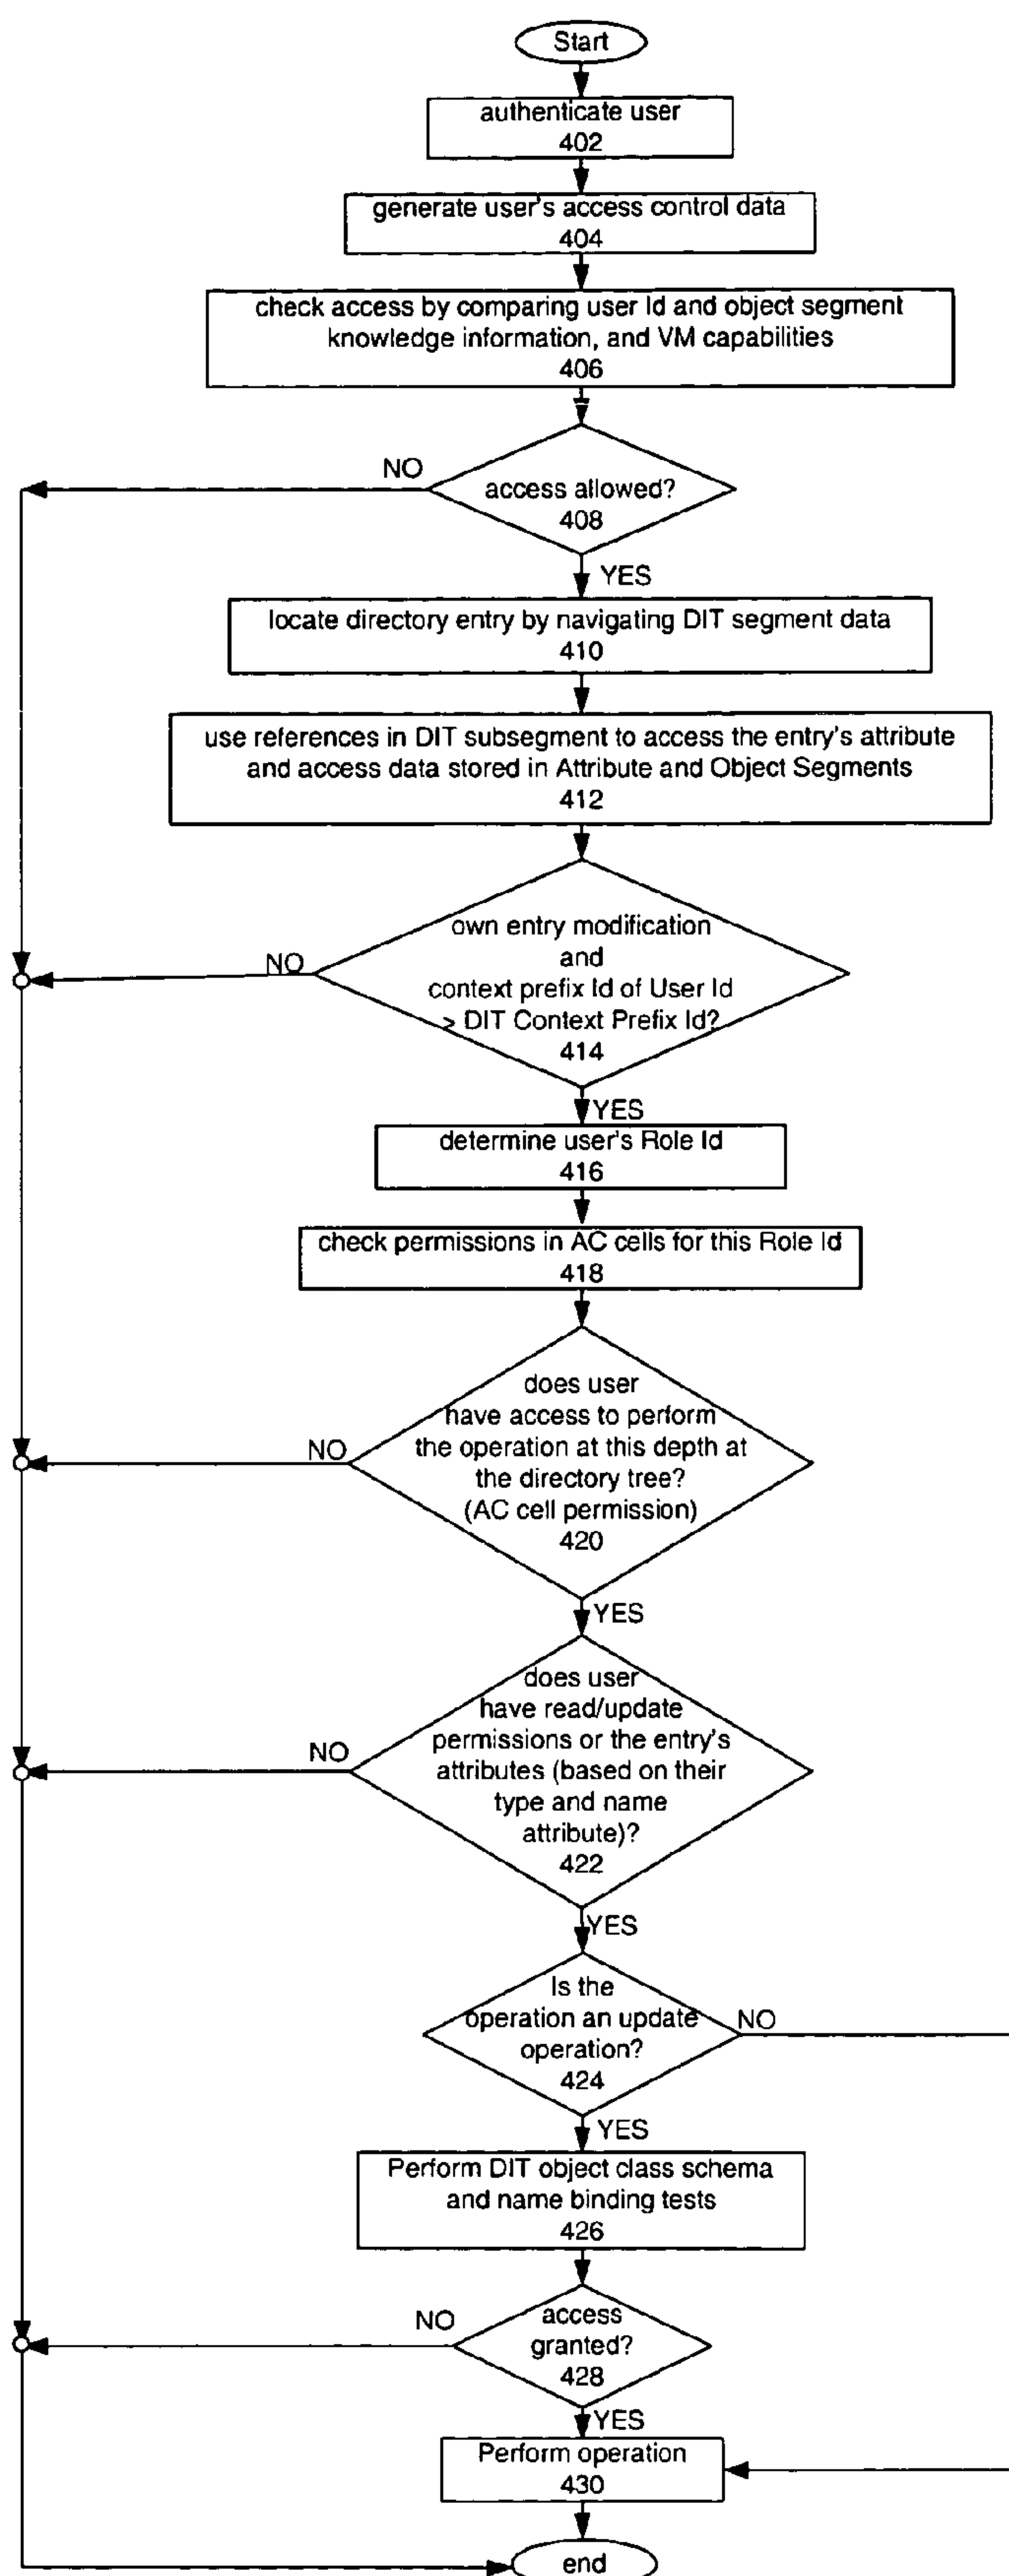 Start
authenticate user
402
generate user's access control data
404
check access by comparing user Id and object segment
knowledge information, and VM capabilities
406
NO
access allowed?
408
YES
locate directory entry by navigating DIT segment data
410
use references in DIT subsegment to access the entry's attribute
and access data stored in Attribute and Object Segments
412
own entry modification
and
NO
context prefix Id of User Id
> DIT Context Prefix Id?
414
YES
determine user's Role Id
416
check permissions in AC cells for this Role Id
418
does user
have access to perform
NO
the operation at this depth at
the directory tree?
(AC cell permission)
420
YES
does user
have read/update
permissions or the entry's
NO
attributes (based on their
type and name
attribute)?
422
YES
Is the
operation an update
NO
operation?
424
YES
Perform DIT object class schema
and name binding tests
426
NO
access
granted?
428
YES
Perform operation
430
end